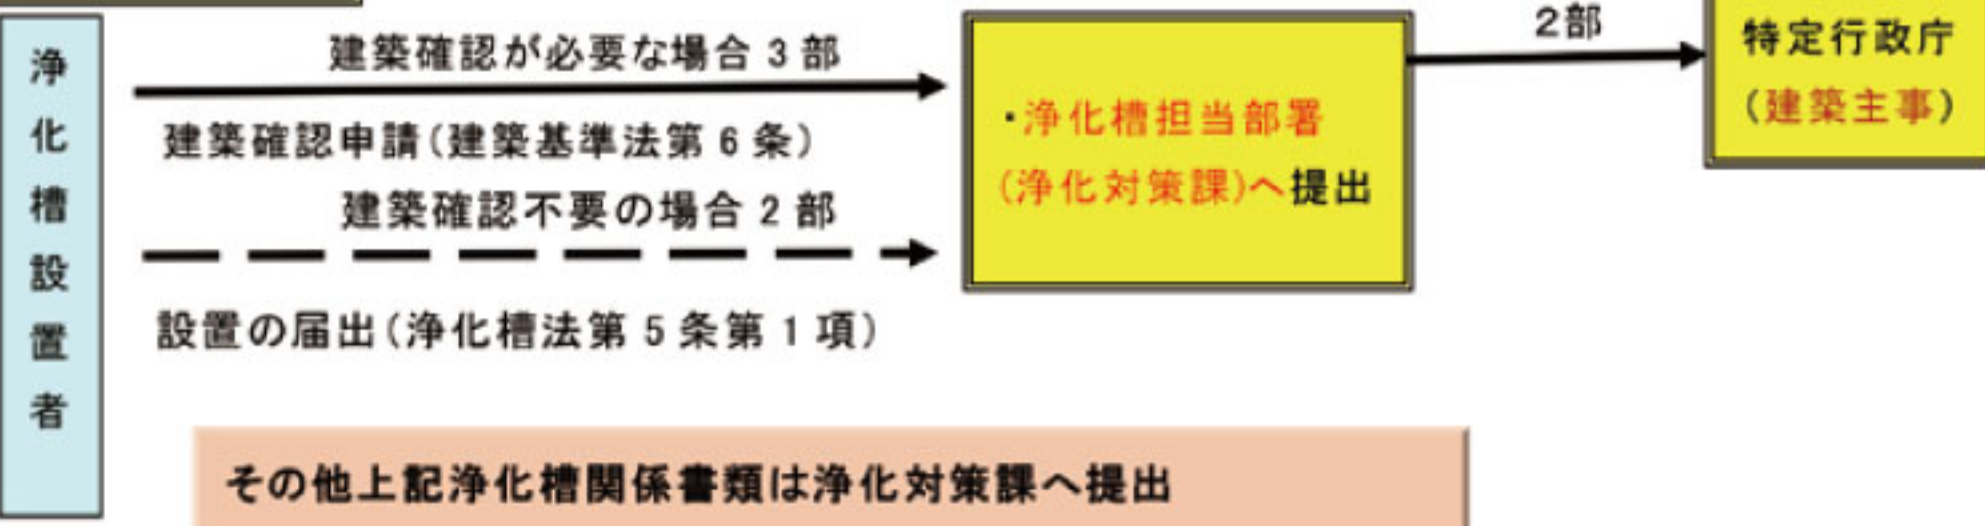 浄化槽設置者
建築確認が必要な場合 3 部
建築確認申請(建築基準法第 6 条)
建築確認不要の場合 2 部
設置の届出(浄化槽法第 5 条第 1 項)
・浄化槽担当部署
(浄化対策課)へ提出
2部
特定行政庁
(建築主事)
その他上記浄化槽関係書類は浄化対策課へ提出